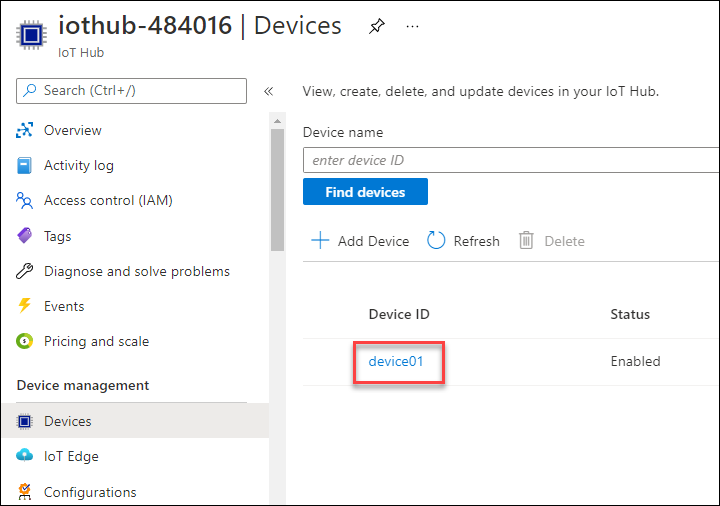 iothub-484016 | Devices
IoT Hub
Search (Ctrl+/)
Overview
Activity log
Access control (IAM)
Tags
Diagnose and solve problems
Events
Pricing and scale
Device management
Devices
IoT Edge
Configurations
View, create, delete, and update devices in your IoT Hub.
Device name
enter device ID
Find devices
Add Device Refresh Delete
Device ID Status
device01 Enabled